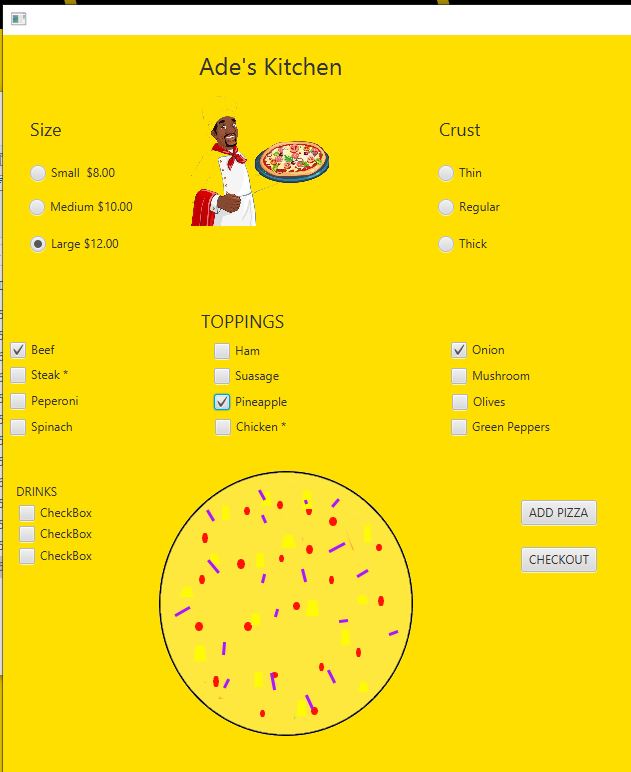 Ade's Kitchen
Size
Crust
Small $8.00
Thin
Medium $10.00
Regular
Large $12.00
Thick
TOPPINGS
Beef
Ham
Onion
Steak *
Suasage
Mushroom
Peperoni
Pineapple
Olives
Spinach
Chicken *
Green Peppers
DRINKS
CheckBox
ADD PIZZA
CheckBox
CheckBox
CHECKOUT